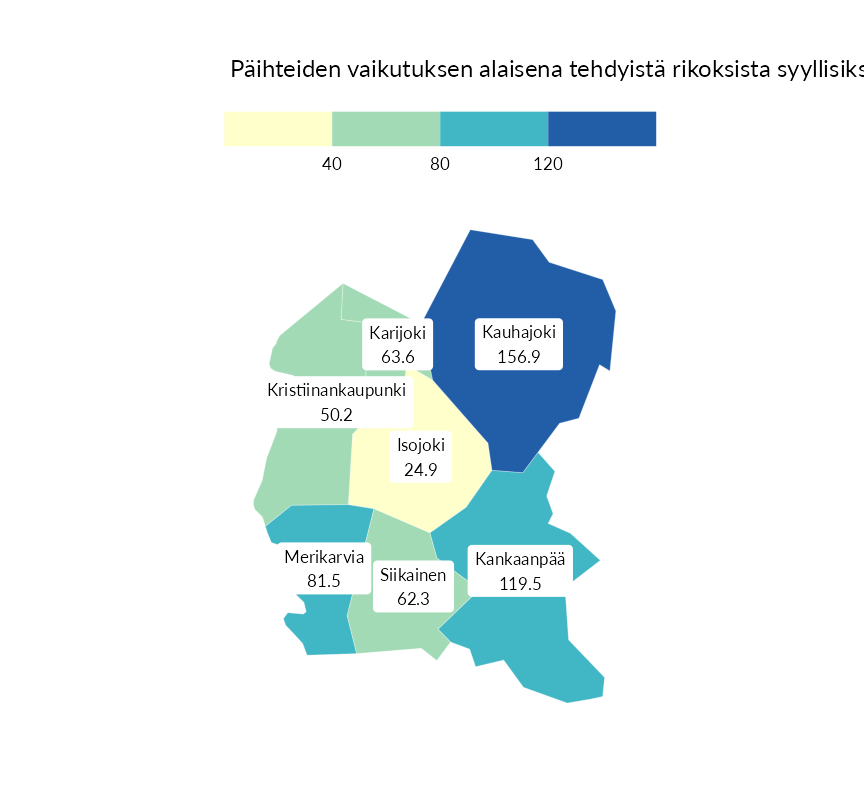 Päihteiden vaikutuksen alaisena tehdyistä rikoksista syyllisiks
40 80 120
Karijoki
63.6
Kauhajoki
156.9
Kristiinankaupunki
50.2
Isojoki
24.9
Merikarvia
81.5
Siikainen
62.3
Kankaanpää
119.5